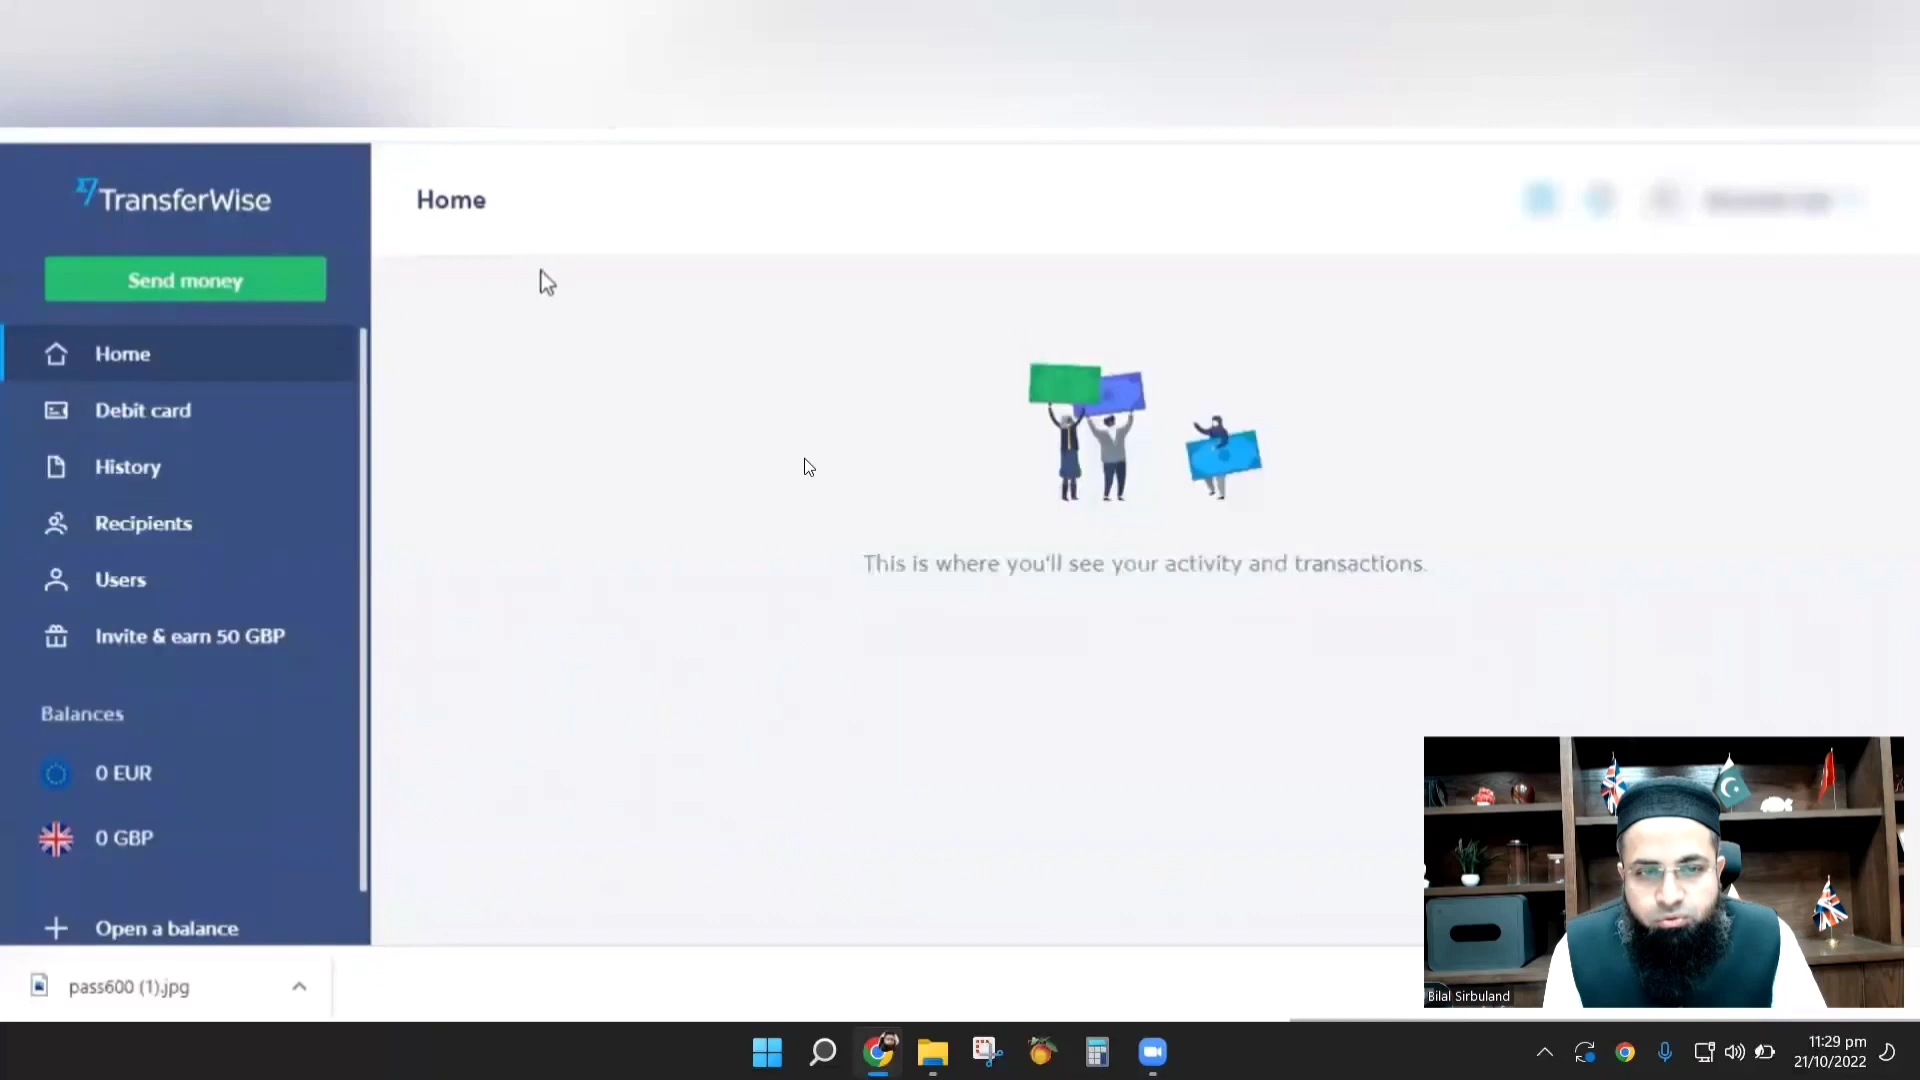 TransferWise
Home
Send money
Home
Debit card
History
Recipients
Users
Invite & earn 50 GBP
Balances
0 EUR
0 GBP
Open a balance
This is where you'll see your activity and transactions.
pass600 (1).jpg
Bilal Sirbuland
11:29 pm
21/10/2022